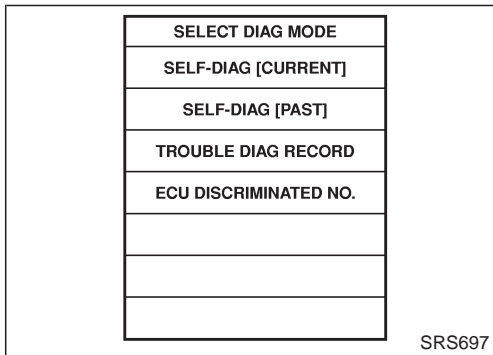 SELECT DIAG MODE
SELF-DIAG [CURRENT]
SELF-DIAG [PAST]
TROUBLE DIAG RECORD
ECU DISCRIMINATED NO.
SRS697